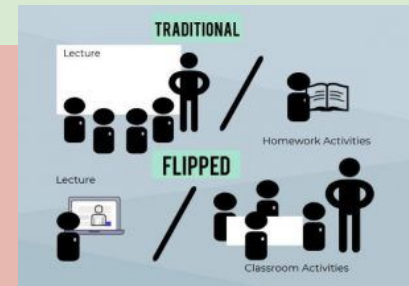 TRADITIONAL
Lecture
Homework Activities
FLIPPED
Lecture
Classroom Activities